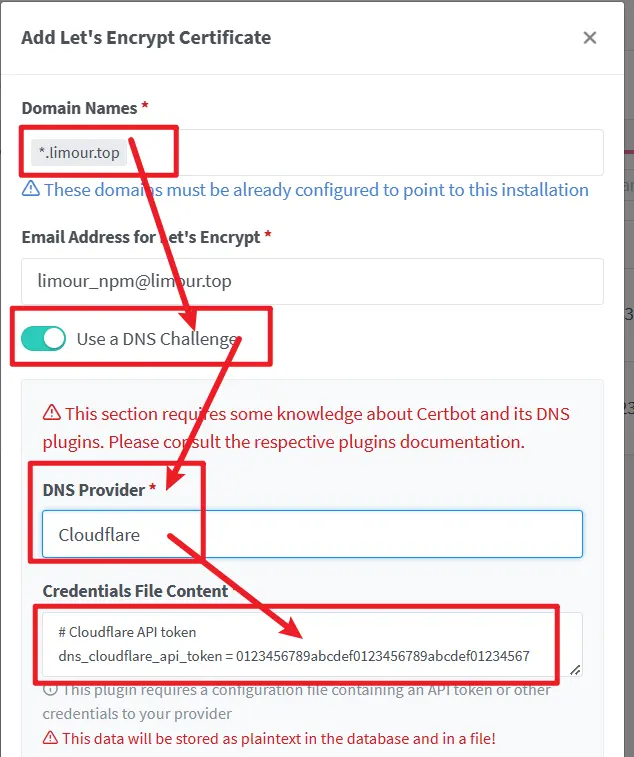 Add Let's Encrypt Certificate
Domain Names *
*.limour.top
These domains must be already configured to point to this installation
Email Address for Let's Encrypt *
limour_npm@limour.top
Use a DNS Challenge
This section requires some knowledge about Certbot and its DNS
plugins. Please consult the respective plugins documentation.
DNS Provider *
Cloudflare
Credentials File Content *
# Cloudflare API token
dns_cloudflare_api_token = 0123456789abcdef0123456789abcdef01234567
This plugin requires a configuration file containing an API token or other
credentials to your provider
This data will be stored as plaintext in the database and in a file!